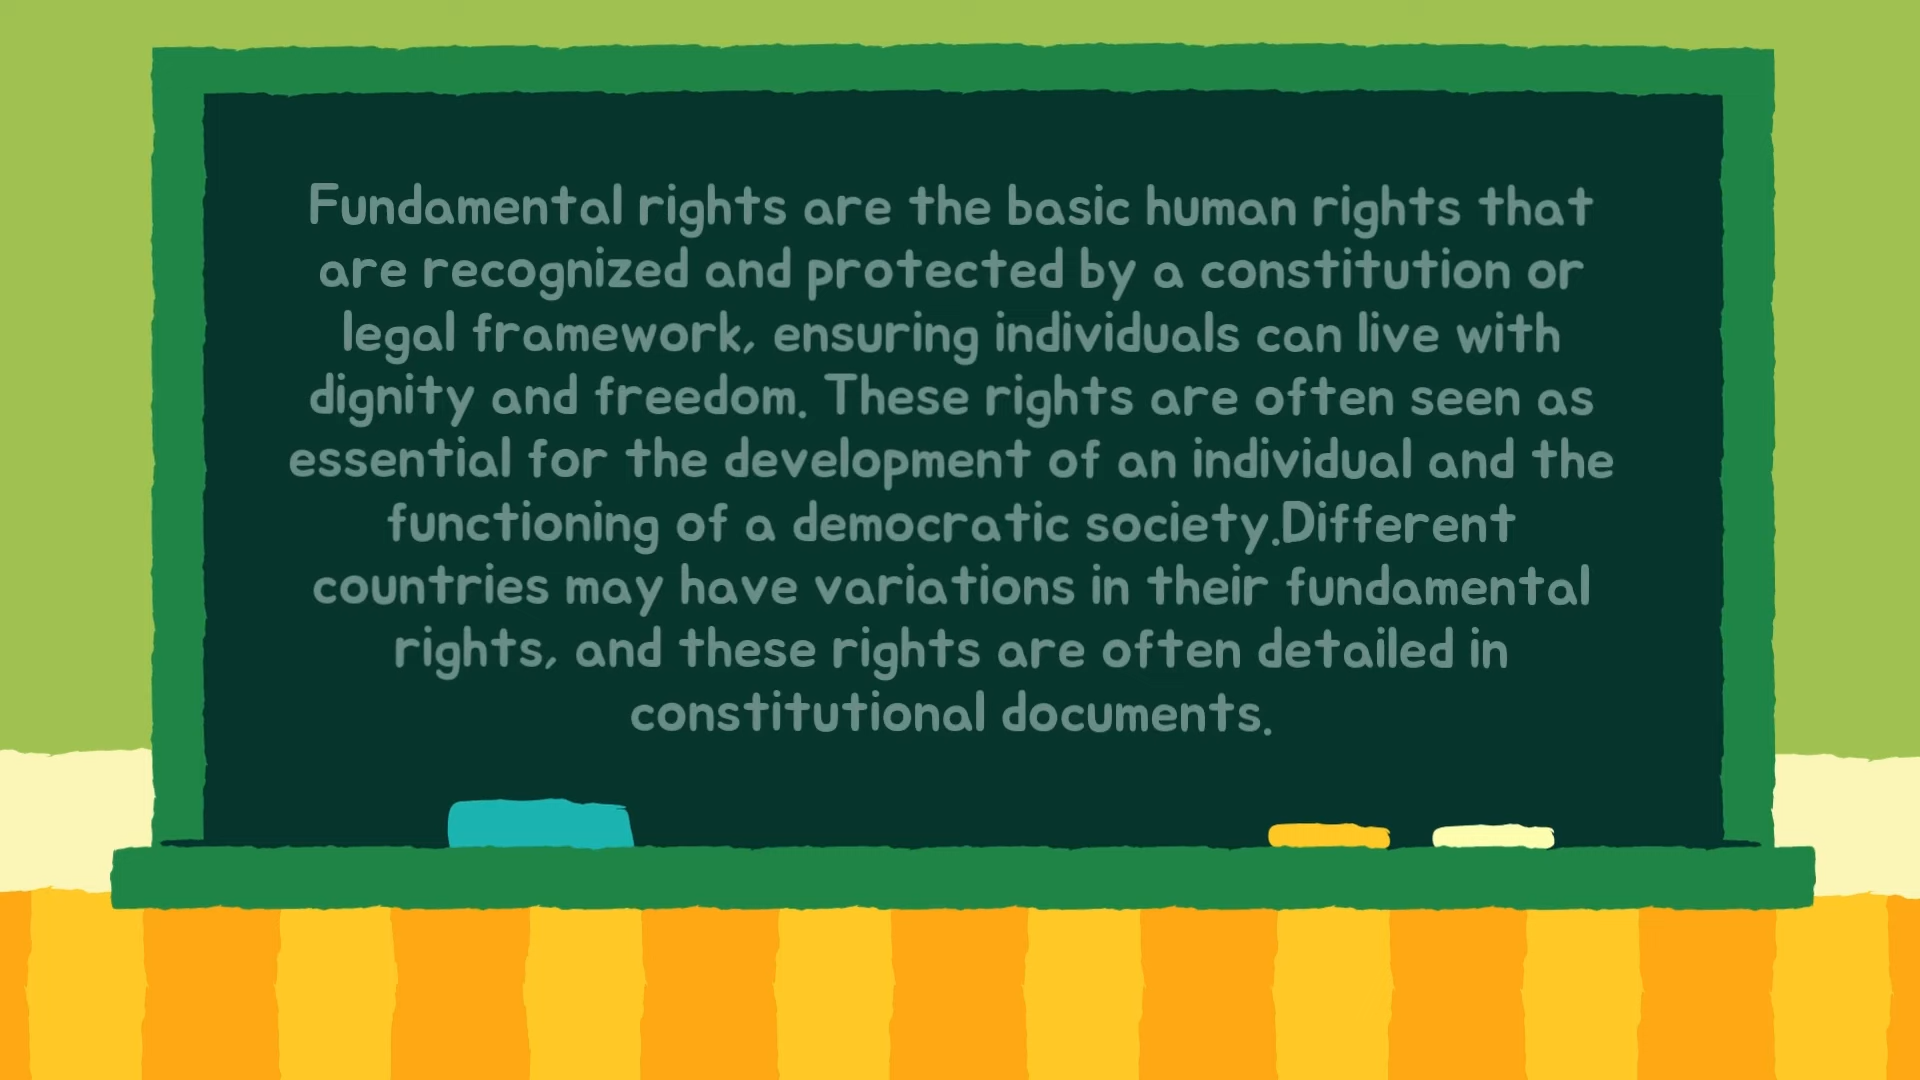 Fundamental rights are the basic human rights that
are recognized and protected by a constitution or
legal framework, ensuring individuals can live with
dignity and freedom. These rights are often seen as
essential for the development of an individual and the
functioning of a democratic society.Different
countries may have variations in their fundamental
rights, and these rights are often detailed in
constitutional documents.